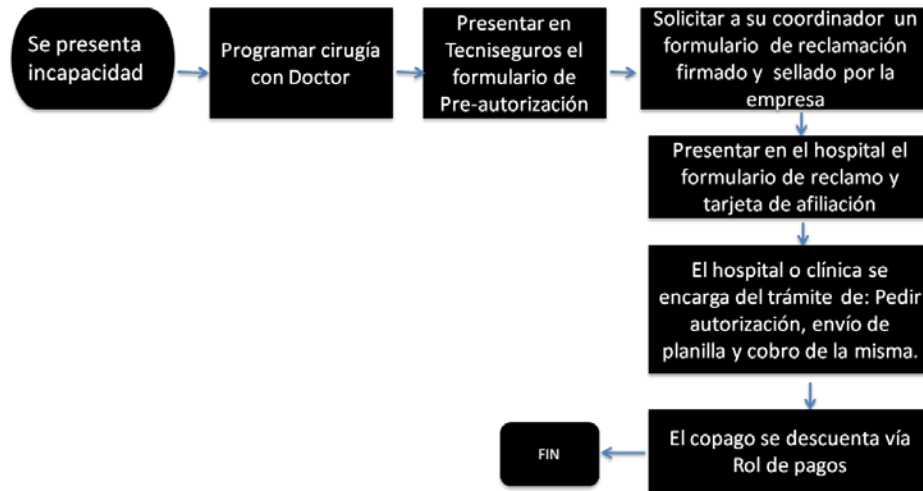 Se presenta
incapacidad
Programar cirugía
con Doctor
Presentar en
Tecniseguros el
formulario de
Pre-autorización
Solicitar a su coordinador un
formulario de reclamación
firmado y sellado por la
empresa
Presentar en el hospital el
formulario de reclamo y
tarjeta de afiliación
El hospital o clínica se
encarga del trámite de: Pedir
autorización, envío de
planilla y cobro de la misma.
El copago se descuenta vía
Rol de pagos
FIN